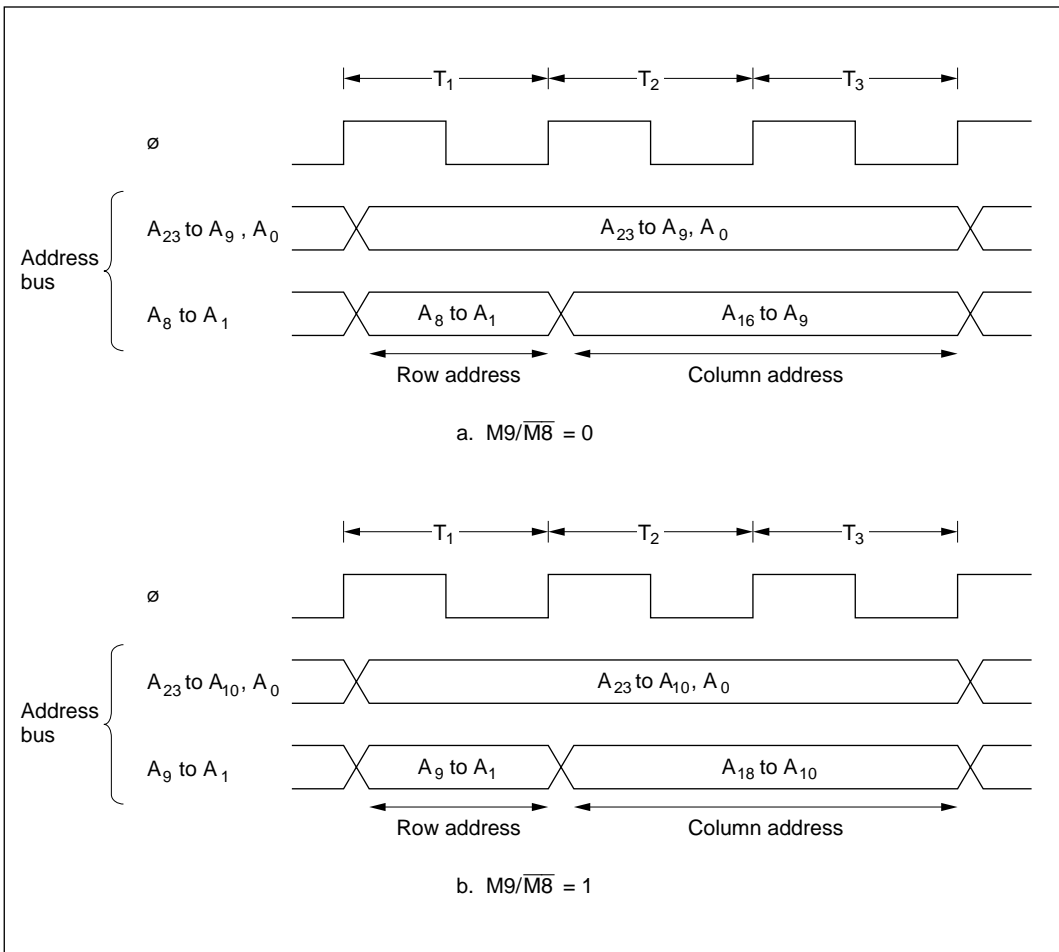 T₁ T₂ T₃
ø
Address bus
A₂₃ to A₉ , A₀ A₂₃ to A₉, A₀
A₈ to A₁ A₈ to A₁ A₁₆ to A₉
Row address Column address
a. M9/M̅8̅ = 0
T₁ T₂ T₃
ø
Address bus
A₂₃ to A₁₀, A₀ A₂₃ to A₁₀, A₀
A₉ to A₁ A₉ to A₁ A₁₈ to A₁₀
Row address Column address
b. M9/M̅8̅ = 1